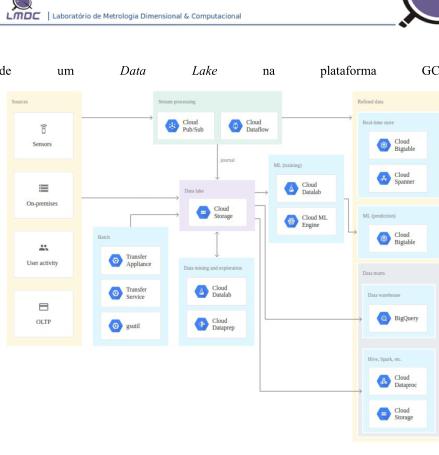 LMDC | Laboratório de Metrologia Dimensional & Computacional
de um Data Lake na plataforma GC
Sources
Sensors
On-premises
User activity
OLTP
Stream processing
Cloud
Pub/Sub
Cloud
Dataflow
journal
Batch
Transfer
Appliance
Transfer
Service
gsutil
Data lake
Cloud
Storage
Data mining and exploration
Cloud
Datalab
Cloud
Dataprep
ML (training)
Cloud
Datalab
Cloud ML
Engine
Refined data
Real-time store
Cloud
Bigtable
Cloud
Spanner
ML (prediction)
Cloud
Bigtable
Data marts
Data warehouse
BigQuery
Hive, Spark, etc.
Cloud
Dataproc
Cloud
Storage